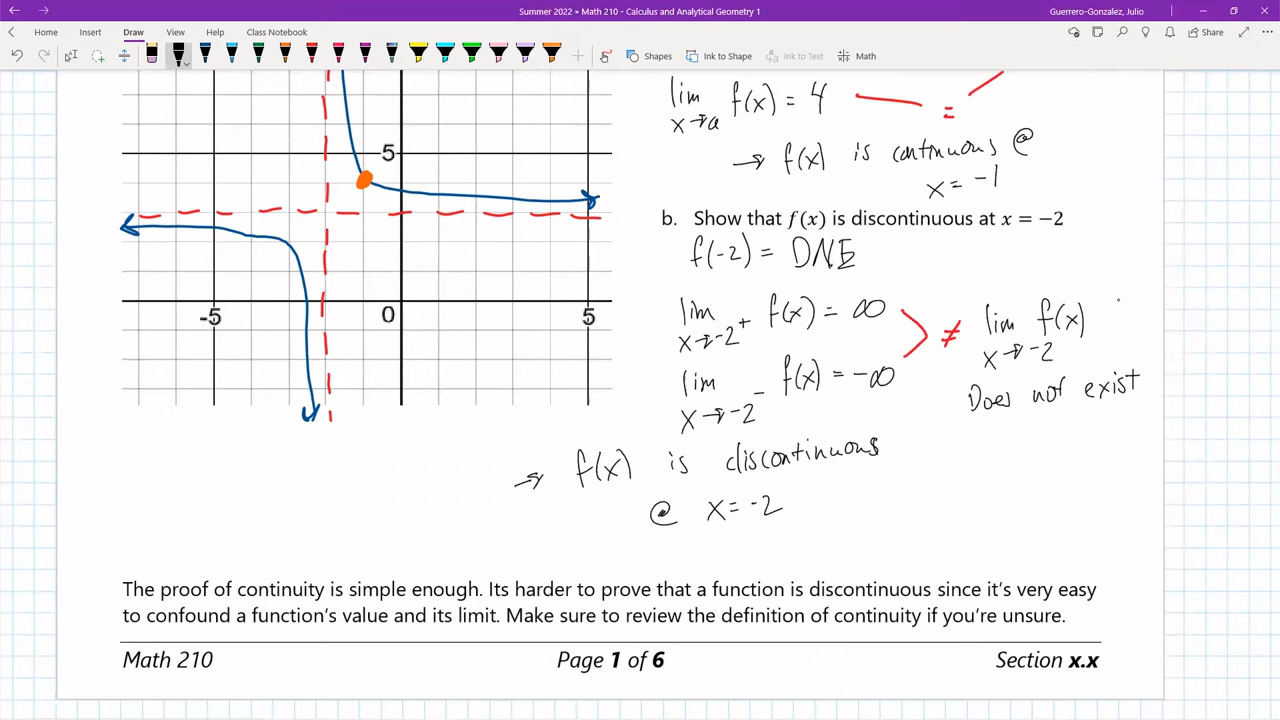 Summer 2022 » Math 210 - Calculus and Analytical Geometry 1
Guerrero-Gonzalez, Julio
Home Insert Draw View Help Class Notebook
Share
Shapes Ink to Shape Ink to Text Math
lim f(x) = 4
x→a
=
5
→ f(x) is continuous @
x = -1
b. Show that f(x) is discontinuous at x = −2
f(-2) = DNE
-5 0 5
lim f(x) = ∞
x→-2+
≠ lim f(x)
x→-2
lim f(x) = -∞
x→-2-
Does not exist
→ f(x) is discontinuous
@ x = -2
The proof of continuity is simple enough. Its harder to prove that a function is discontinuous since it's very easy
to confound a function's value and its limit. Make sure to review the definition of continuity if you're unsure.
Math 210 Page 1 of 6 Section x.x